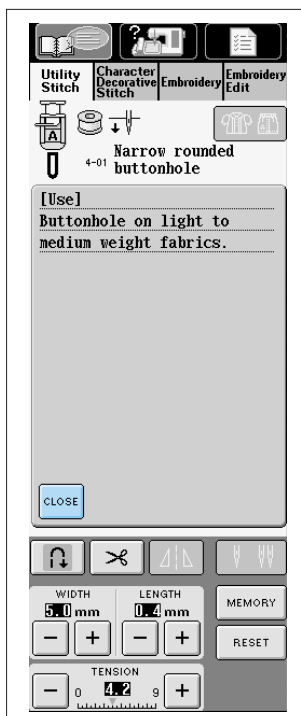 Utility Stitch
Character Decorative Stitch
Embroidery
Embroidery Edit
A
4-01 Narrow rounded buttonhole
[Use]
Buttonhole on light to
medium weight fabrics.
CLOSE
WIDTH
5.0 mm
LENGTH
0.4 mm
- +
- +
MEMORY
RESET
TENSION
- 0 4.2 9 +